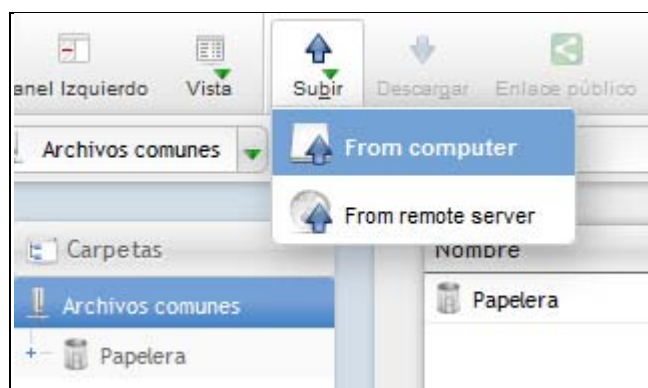 anel Izquierdo Vista Subir Descargar Enlace público
Archivos comunes
From computer
From remote server
Carpetas
Nombre
Archivos comunes
Papelera
Papelera